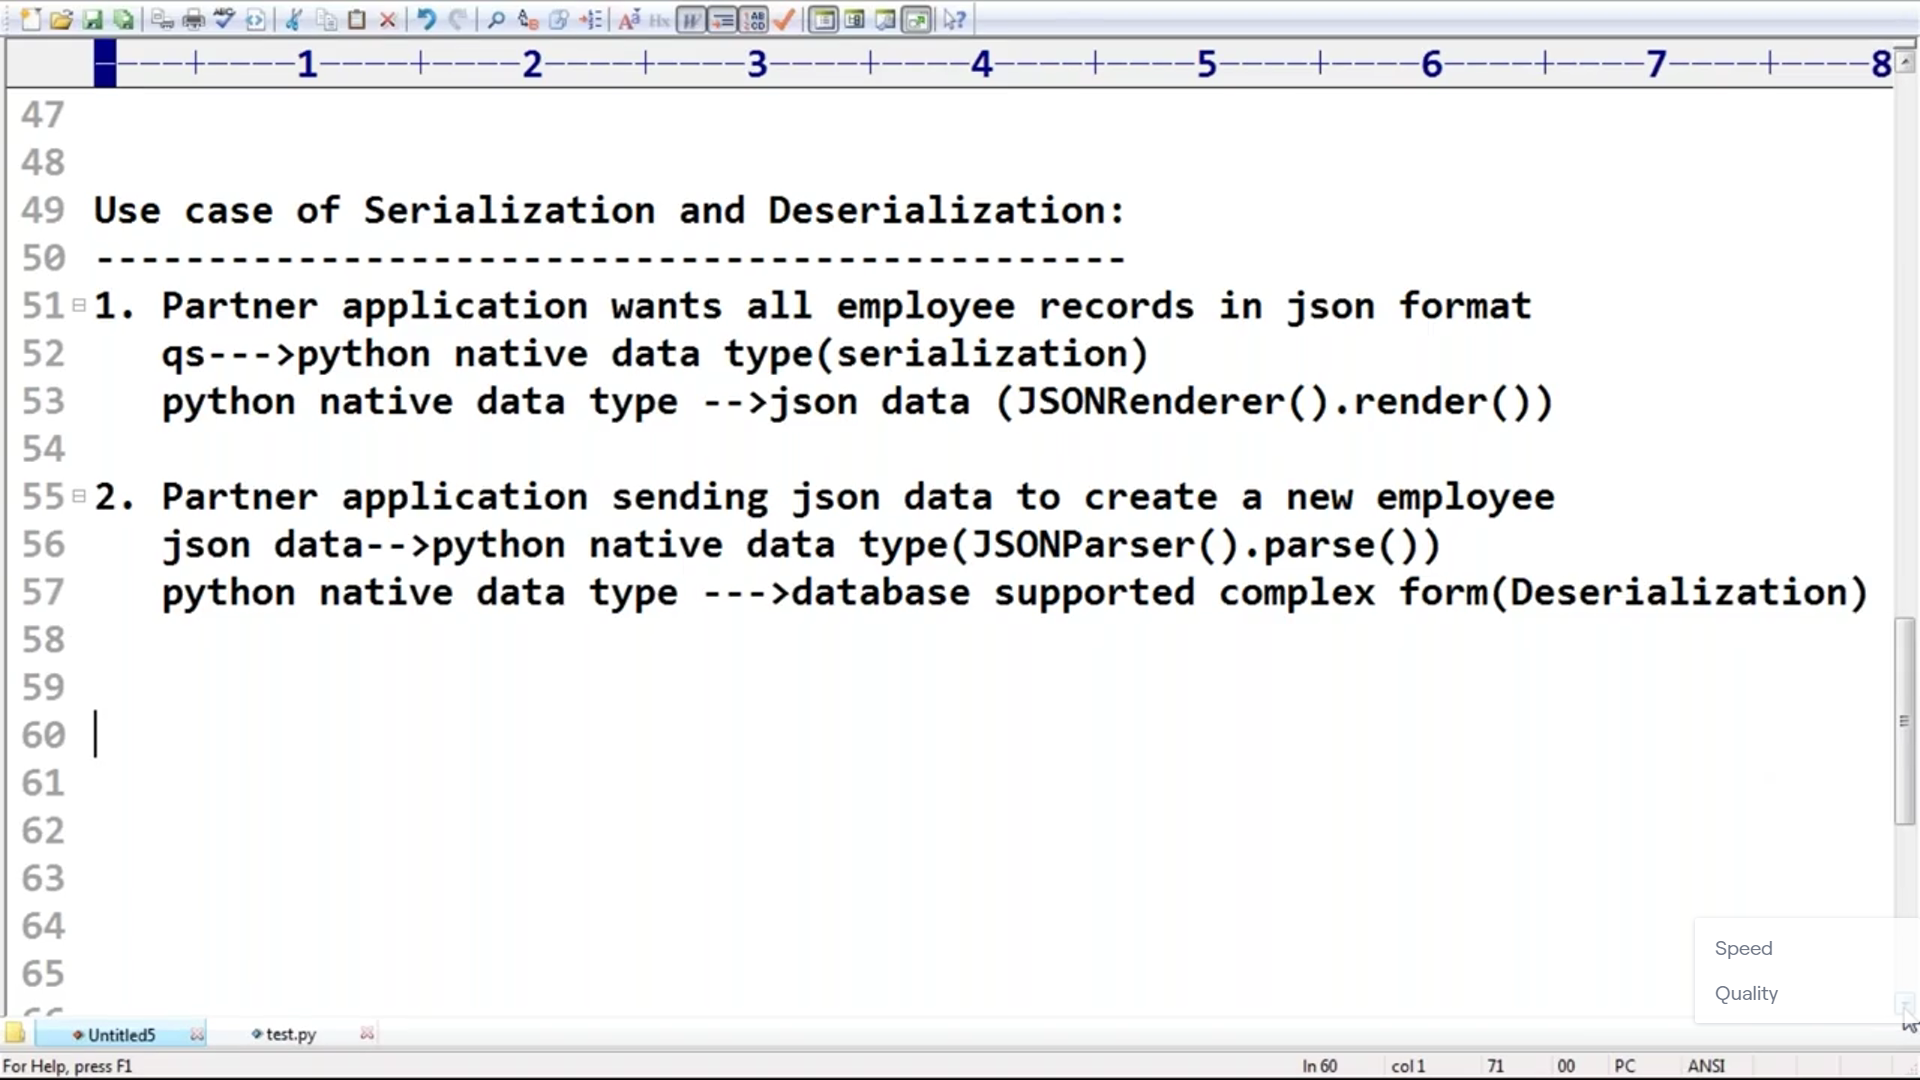 1 2 3 4 5 6 7 8
47
48
49 Use case of Serialization and Deserialization:
50 ----------------------------------------------
51 1. Partner application wants all employee records in json format
52 qs--->python native data type(serialization)
53 python native data type -->json data (JSONRenderer().render())
54
55 2. Partner application sending json data to create a new employee
56 json data-->python native data type(JSONParser().parse())
57 python native data type --->database supported complex form(Deserialization)
58
59
60
61
62
63
64
65
Speed
Quality
Untitled5 test.py
For Help, press F1 ln 60 col 1 71 00 PC ANSI